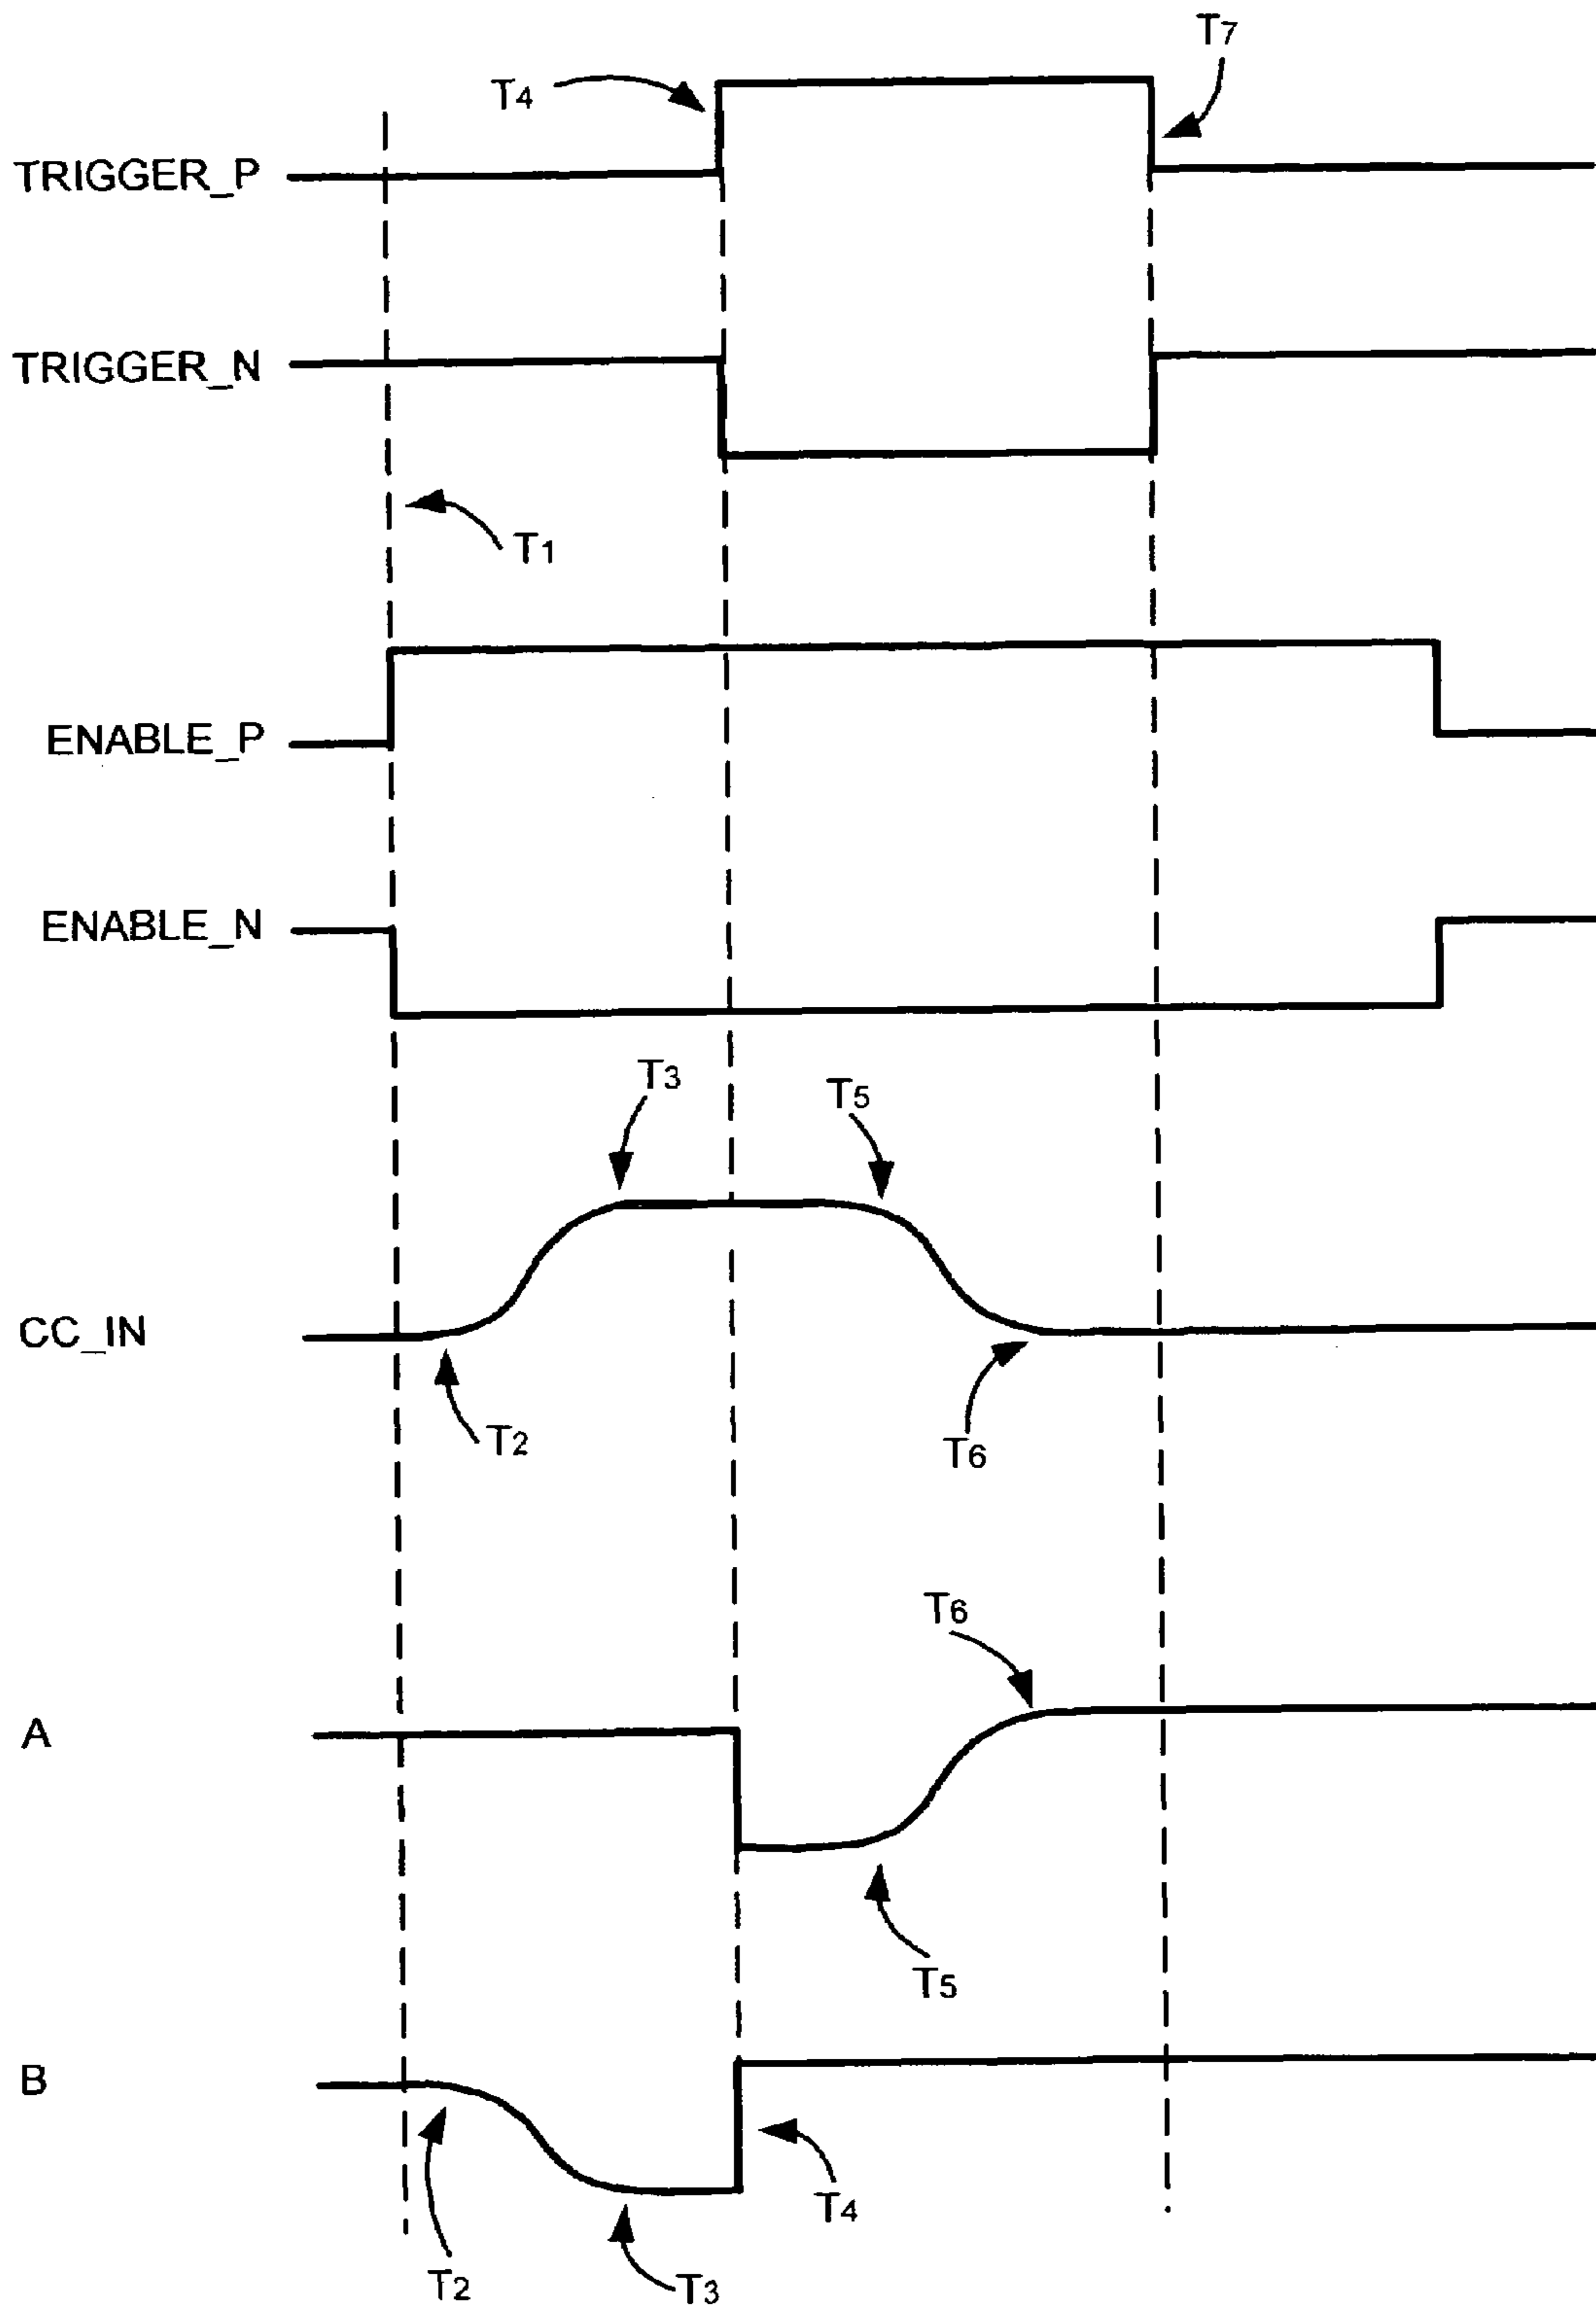 T7
T4
TRIGGER_P
TRIGGER_N
T1
ENABLE_P
ENABLE_N
T3
T5
CC_IN
T2
T6
T6
A
T5
B
T4
T2
T3